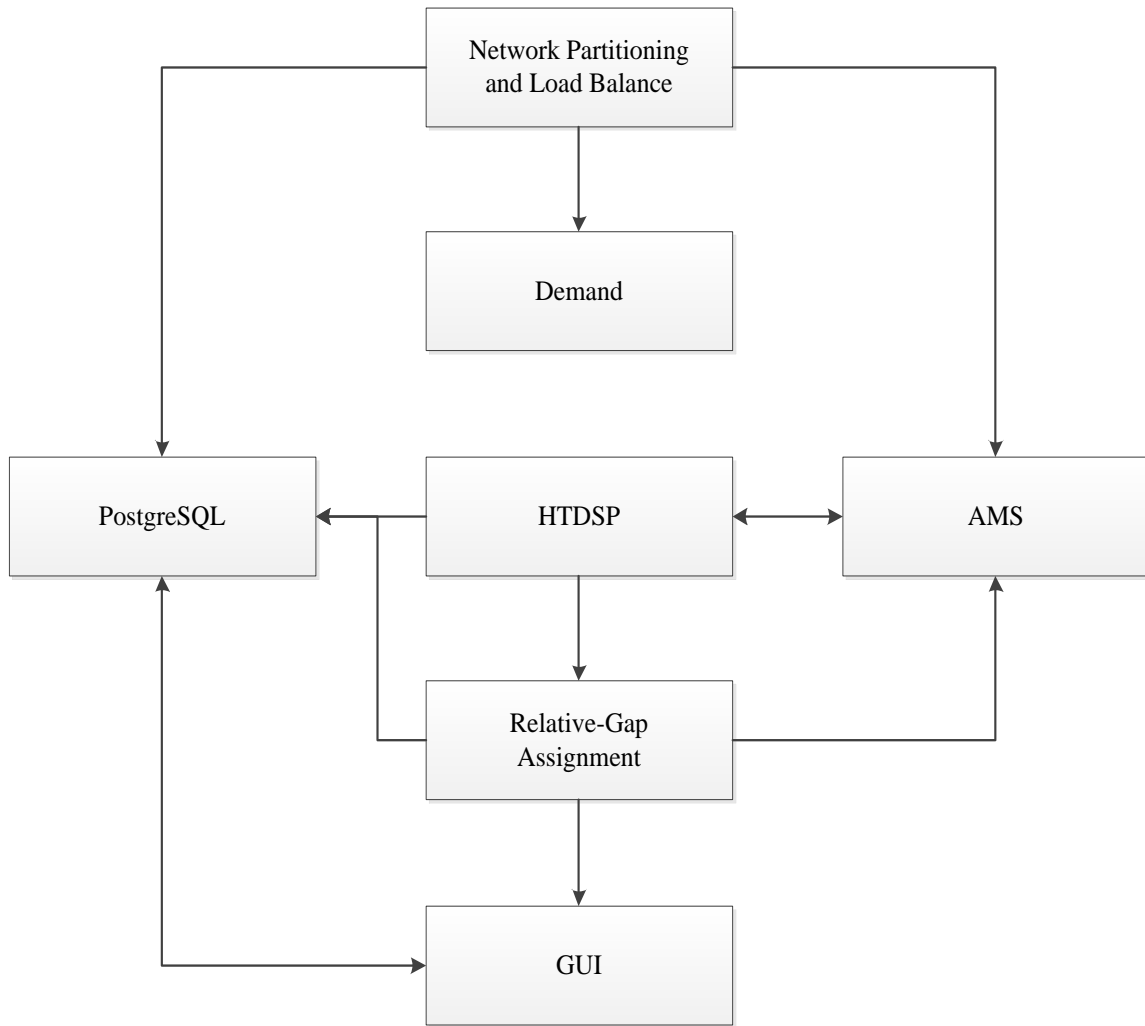 Network Partitioning
and Load Balance
Demand
PostgreSQL
HTDSP
AMS
Relative-Gap
Assignment
GUI